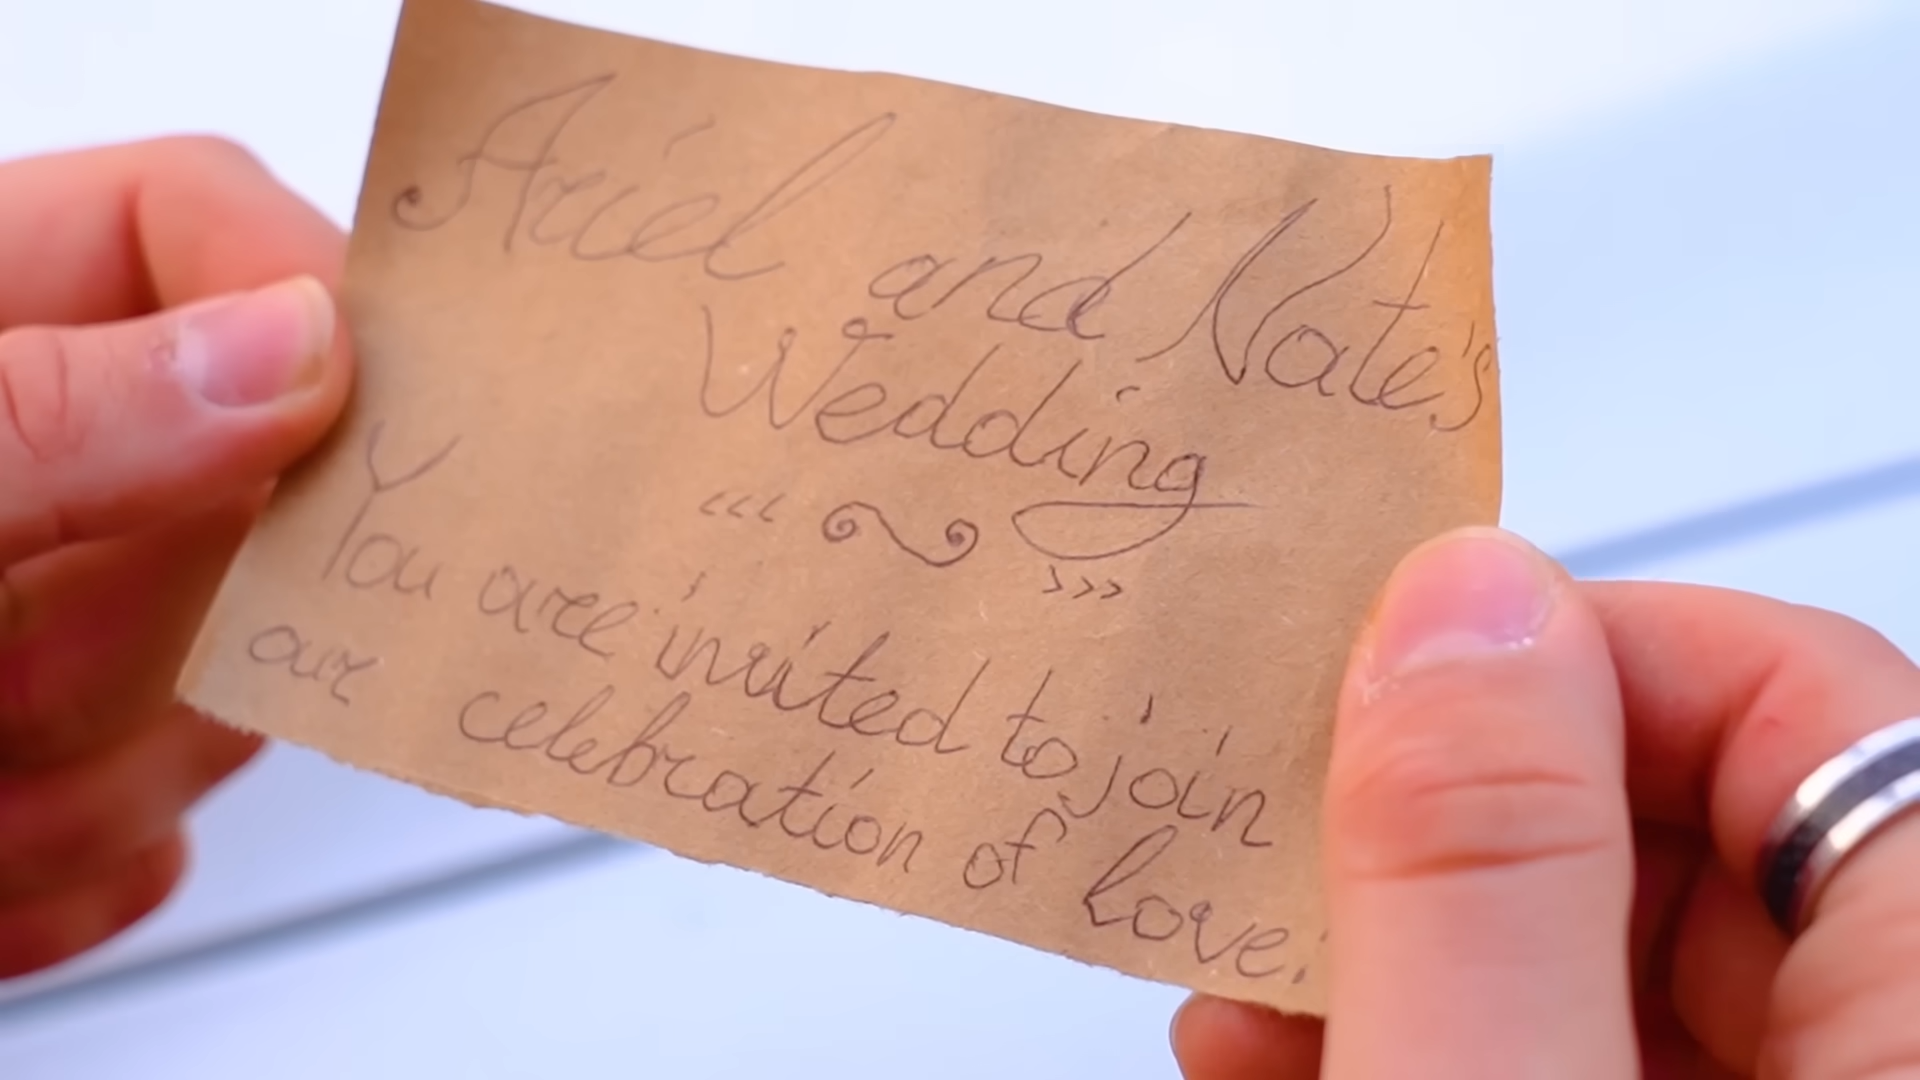 Ariel and Nate's
Wedding
<<< >>>
You are invited to join
our celebration of love!